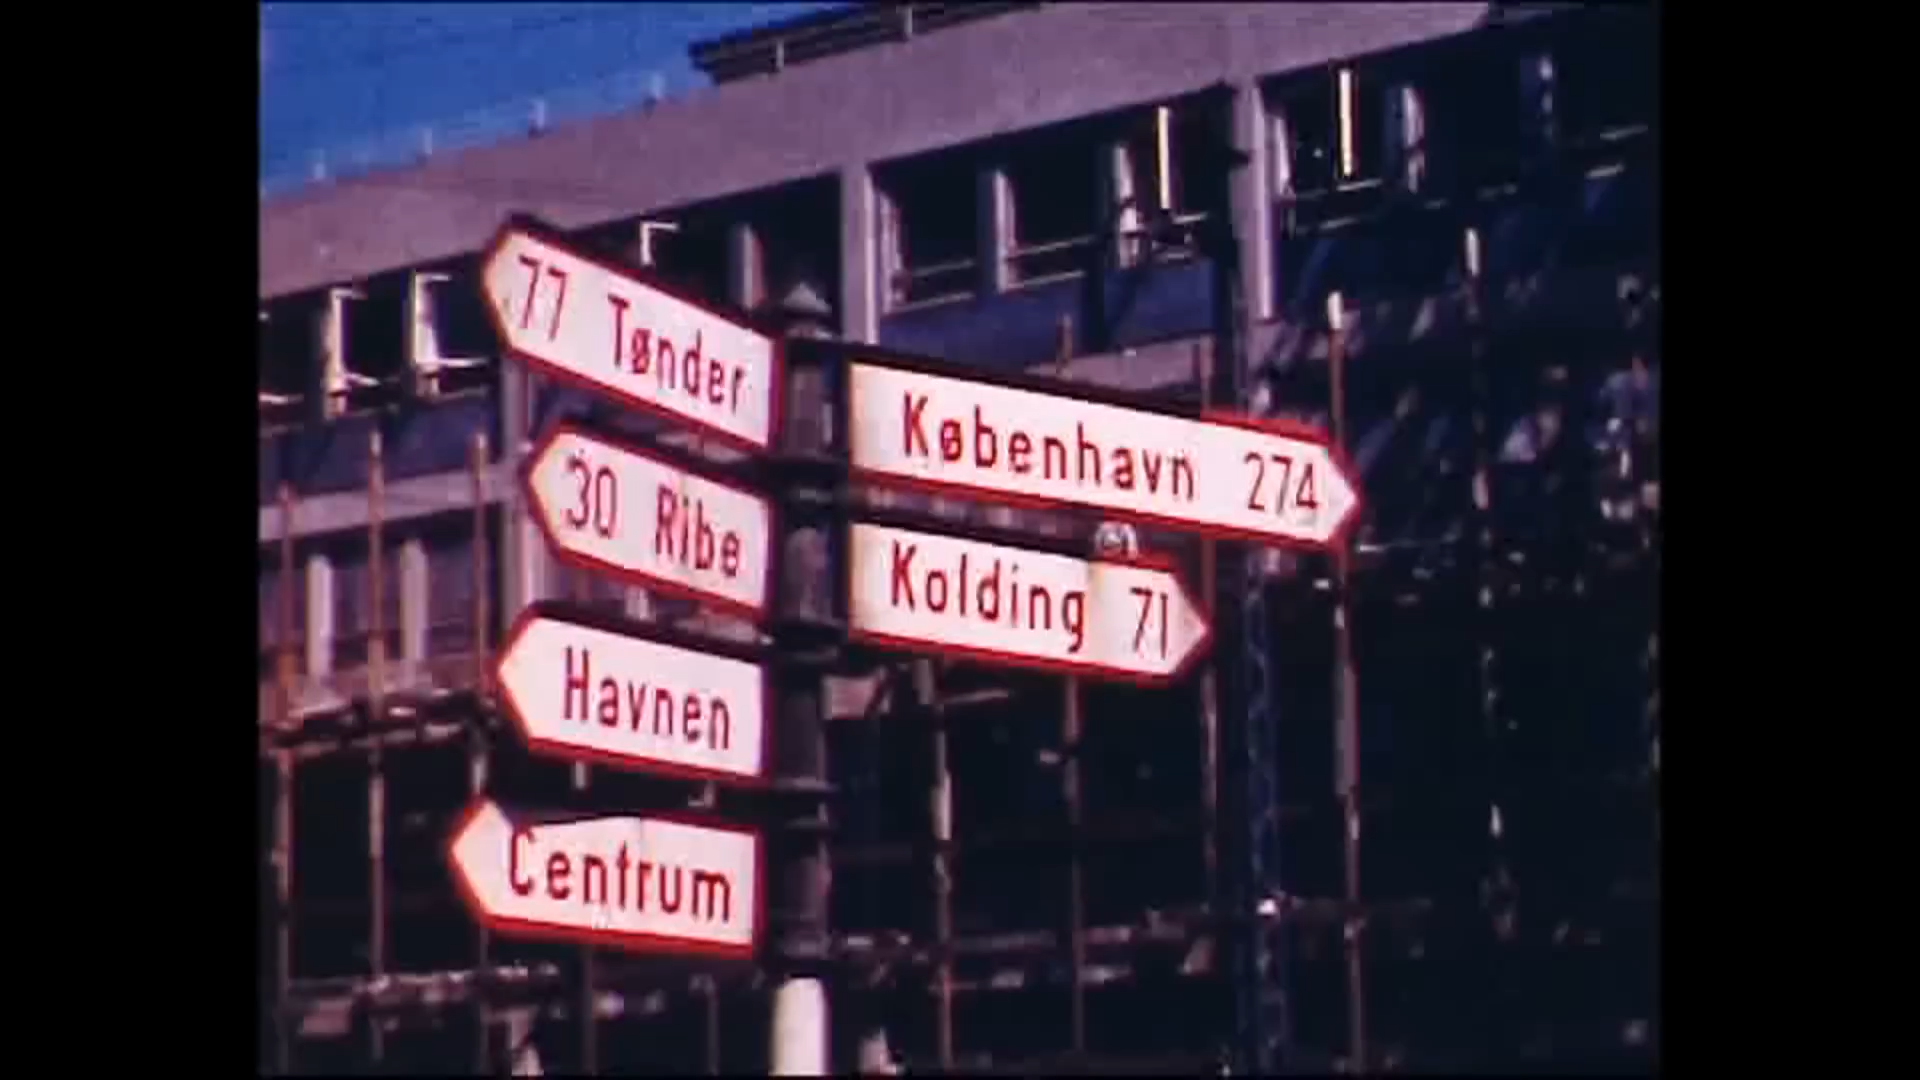 77 Tønder
30 Ribe
Havnen
Centrum
København 274
Kolding 71